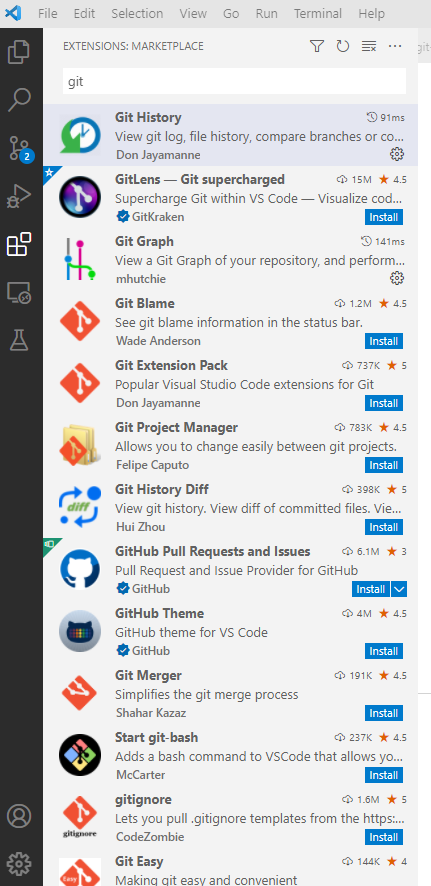 File Edit Selection View Go Run Terminal Help
EXTENSIONS: MARKETPLACE
git
git
Git History 91ms
View git log, file history, compare branches or co...
Don Jayamanne
GitLens — Git supercharged 15M 4.5
Supercharge Git within VS Code — Visualize cod...
GitKraken Install
Git Graph 141ms
View a Git Graph of your repository, and perform...
mhutchie
Git Blame 1.2M 4.5
See git blame information in the status bar.
Wade Anderson Install
Git Extension Pack 737K 5
Popular Visual Studio Code extensions for Git
Don Jayamanne Install
Git Project Manager 783K 4.5
Allows you to change easily between git projects.
Felipe Caputo Install
diff
Git History Diff 398K 5
View git history. View diff of committed files. Vie...
Hui Zhou Install
GitHub Pull Requests and Issues 6.1M 3
Pull Request and Issue Provider for GitHub
GitHub Install
GitHub Theme 4M 4.5
GitHub theme for VS Code
GitHub Install
Git Merger 191K 4.5
Simplifies the git merge process
Shahar Kazaz Install
Start git-bash 237K 4.5
Adds a bash command to VSCode that allows yo...
McCarter Install
gitignore 1.6M 5
Lets you pull .gitignore templates from the https:...
gitignore
CodeZombie Install
Git Easy 144K 4
Easy
Making git easy and convenient
2